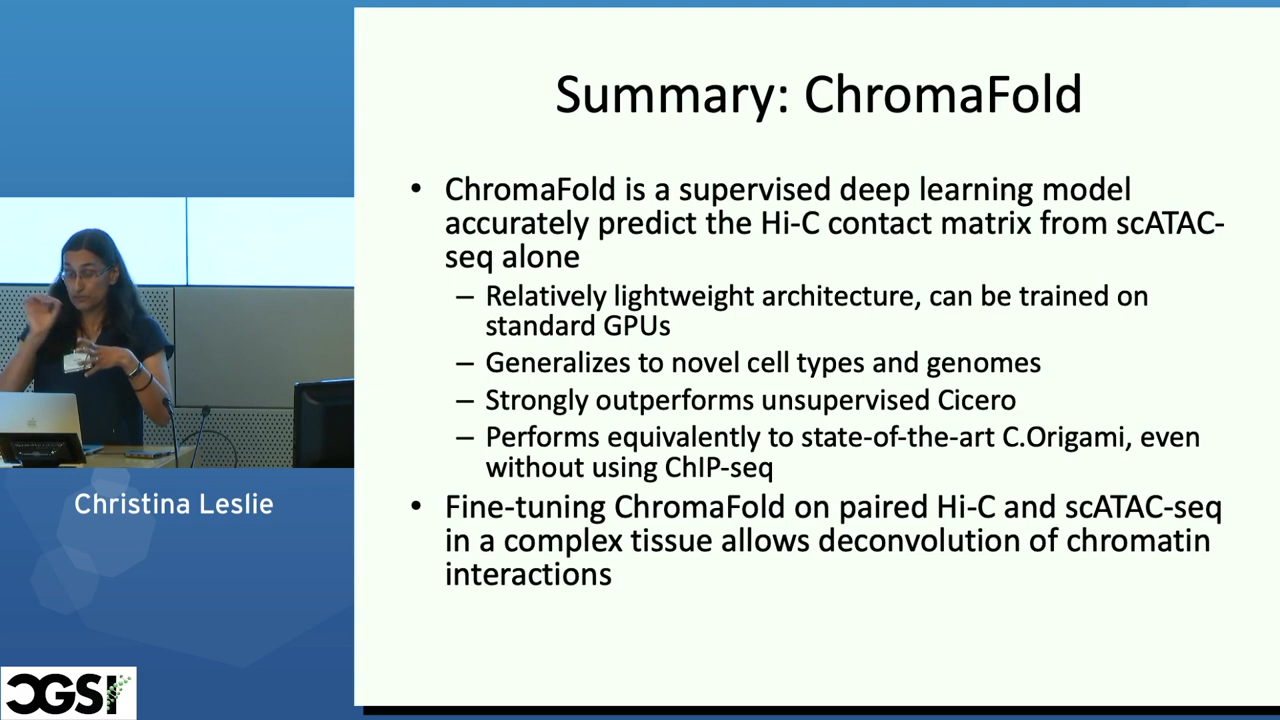 Summary: ChromaFold
• ChromaFold is a supervised deep learning model
accurately predict the Hi-C contact matrix from scATAC-
seq alone
– Relatively lightweight architecture, can be trained on
standard GPUs
– Generalizes to novel cell types and genomes
– Strongly outperforms unsupervised Cicero
– Performs equivalently to state-of-the-art C.Origami, even
without using ChIP-seq
• Fine-tuning ChromaFold on paired Hi-C and scATAC-seq
in a complex tissue allows deconvolution of chromatin
interactions
Christina Leslie
CGSI